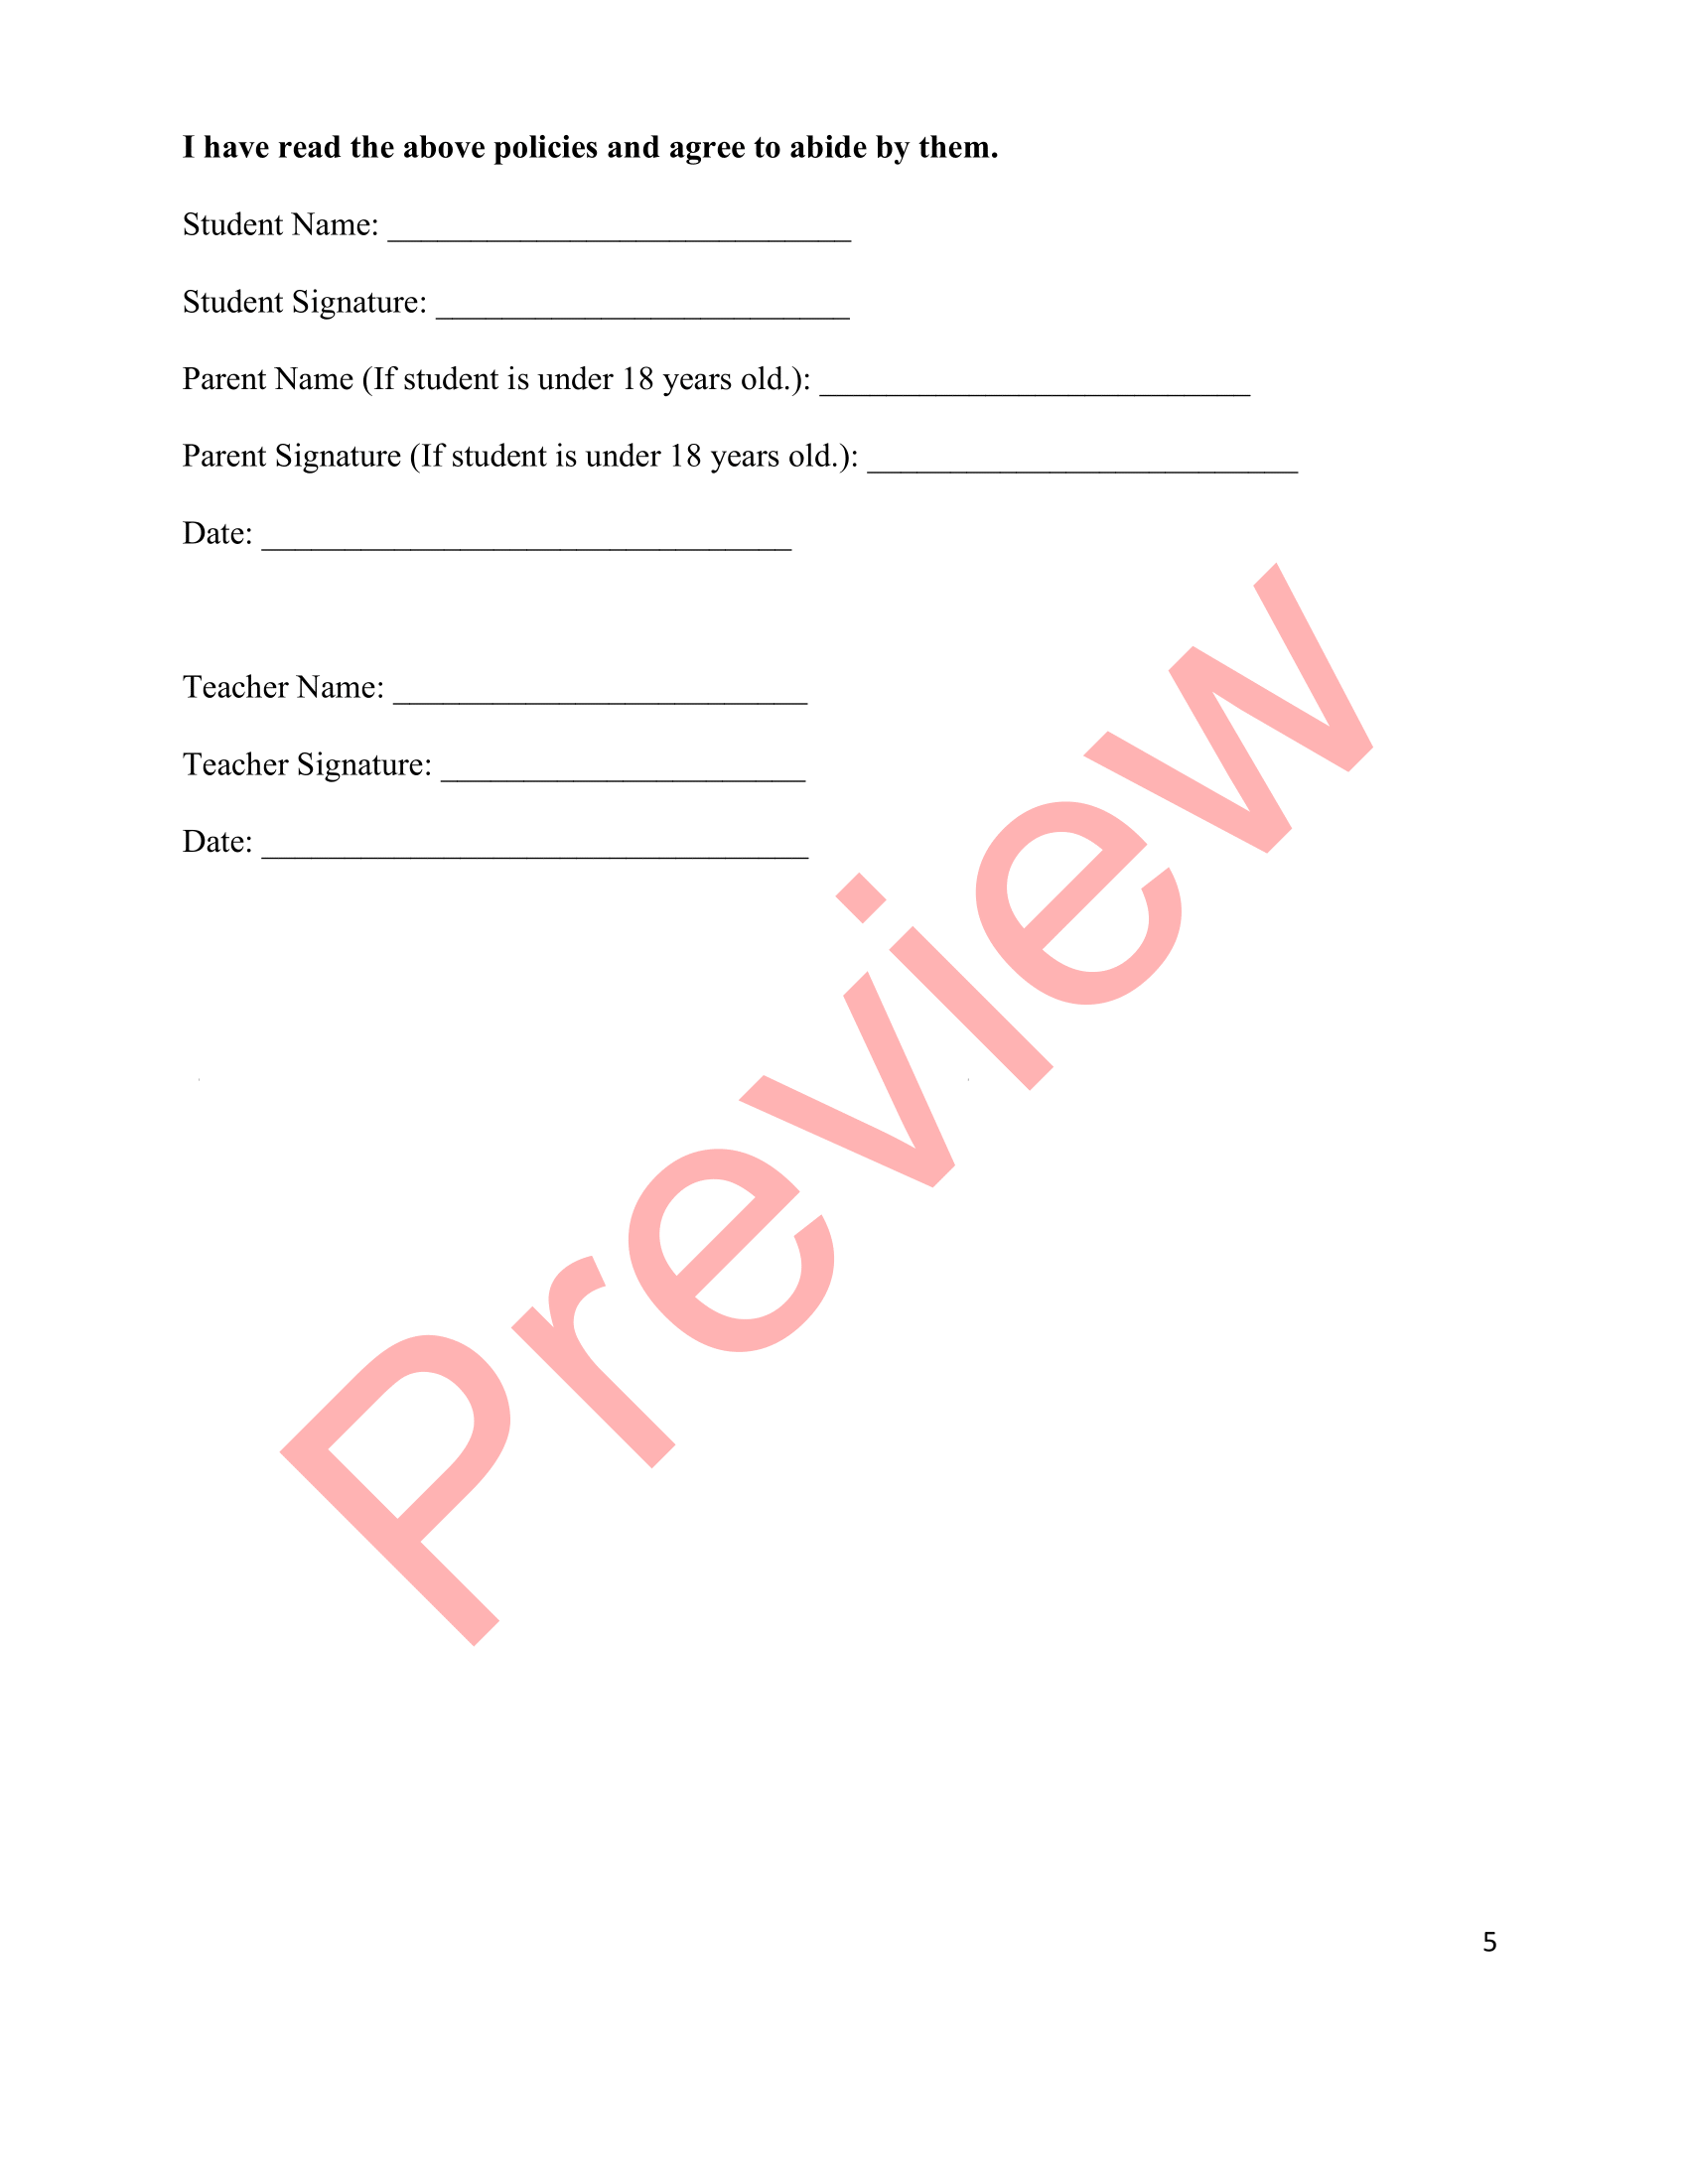 I have read the above policies and agree to abide by them.
Student Name: ____________________________
Student Signature: _________________________
Parent Name (If student is under 18 years old.): __________________________
Parent Signature (If student is under 18 years old.): __________________________
Date: ________________________________
Teacher Name: _________________________
Teacher Signature: ______________________
Date: _________________________________
Preview
5